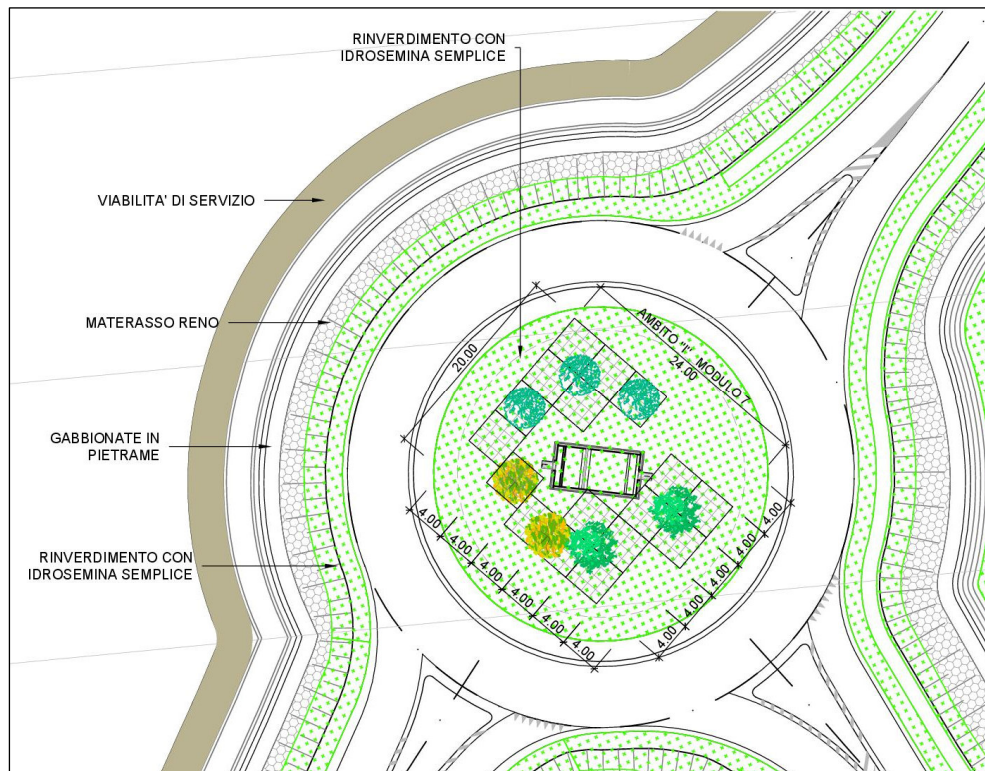 RINVERDIMENTO CON
IDROSEMINA SEMPLICE
VIABILITA' DI SERVIZIO
MATERASSO RENO
GABBIONATE IN
PIETRAME
RINVERDIMENTO CON
IDROSEMINA SEMPLICE
20.00
AMBITO "I" MODULO 7
24.00
4.00
4.00
4.00
4.00
4.00
4.00
4.00
4.00
4.00
4.00